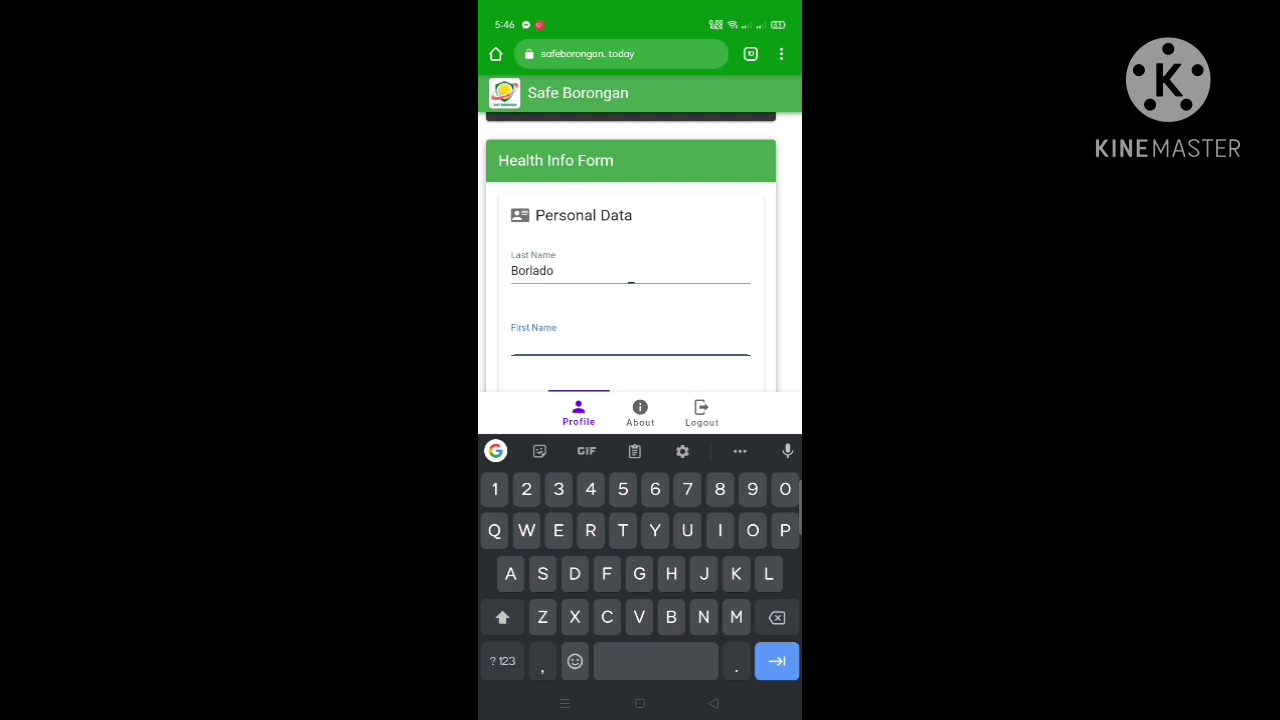 5:46
safeborongan.today
10
Safe Borongan
Health Info Form
Personal Data
Last Name
Borlado
First Name
Profile
About
Logout
GIF
1 2 3 4 5 6 7 8 9 0
Q W E R T Y U I O P
A S D F G H J K L
Z X C V B N M
?123 , .
K
KINEMASTER